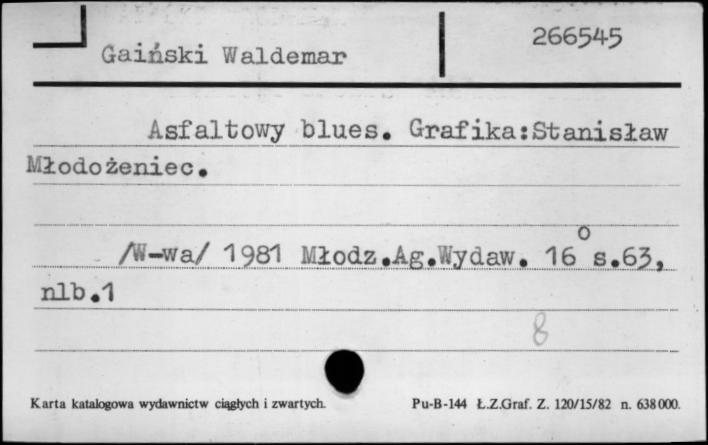 Gaiński Waldemar
266545
Asfaltowy blues. Grafika:Stanisław
Młodożeniec.
/W-wa/ 1981 Młodz.Ag.Wydaw. 16° s.63,
nlb.1
8
Karta katalogowa wydawnictw ciągłych i zwartych.
Pu-B-144 Ł.Z.Graf. Z. 120/15/82 n. 638000.